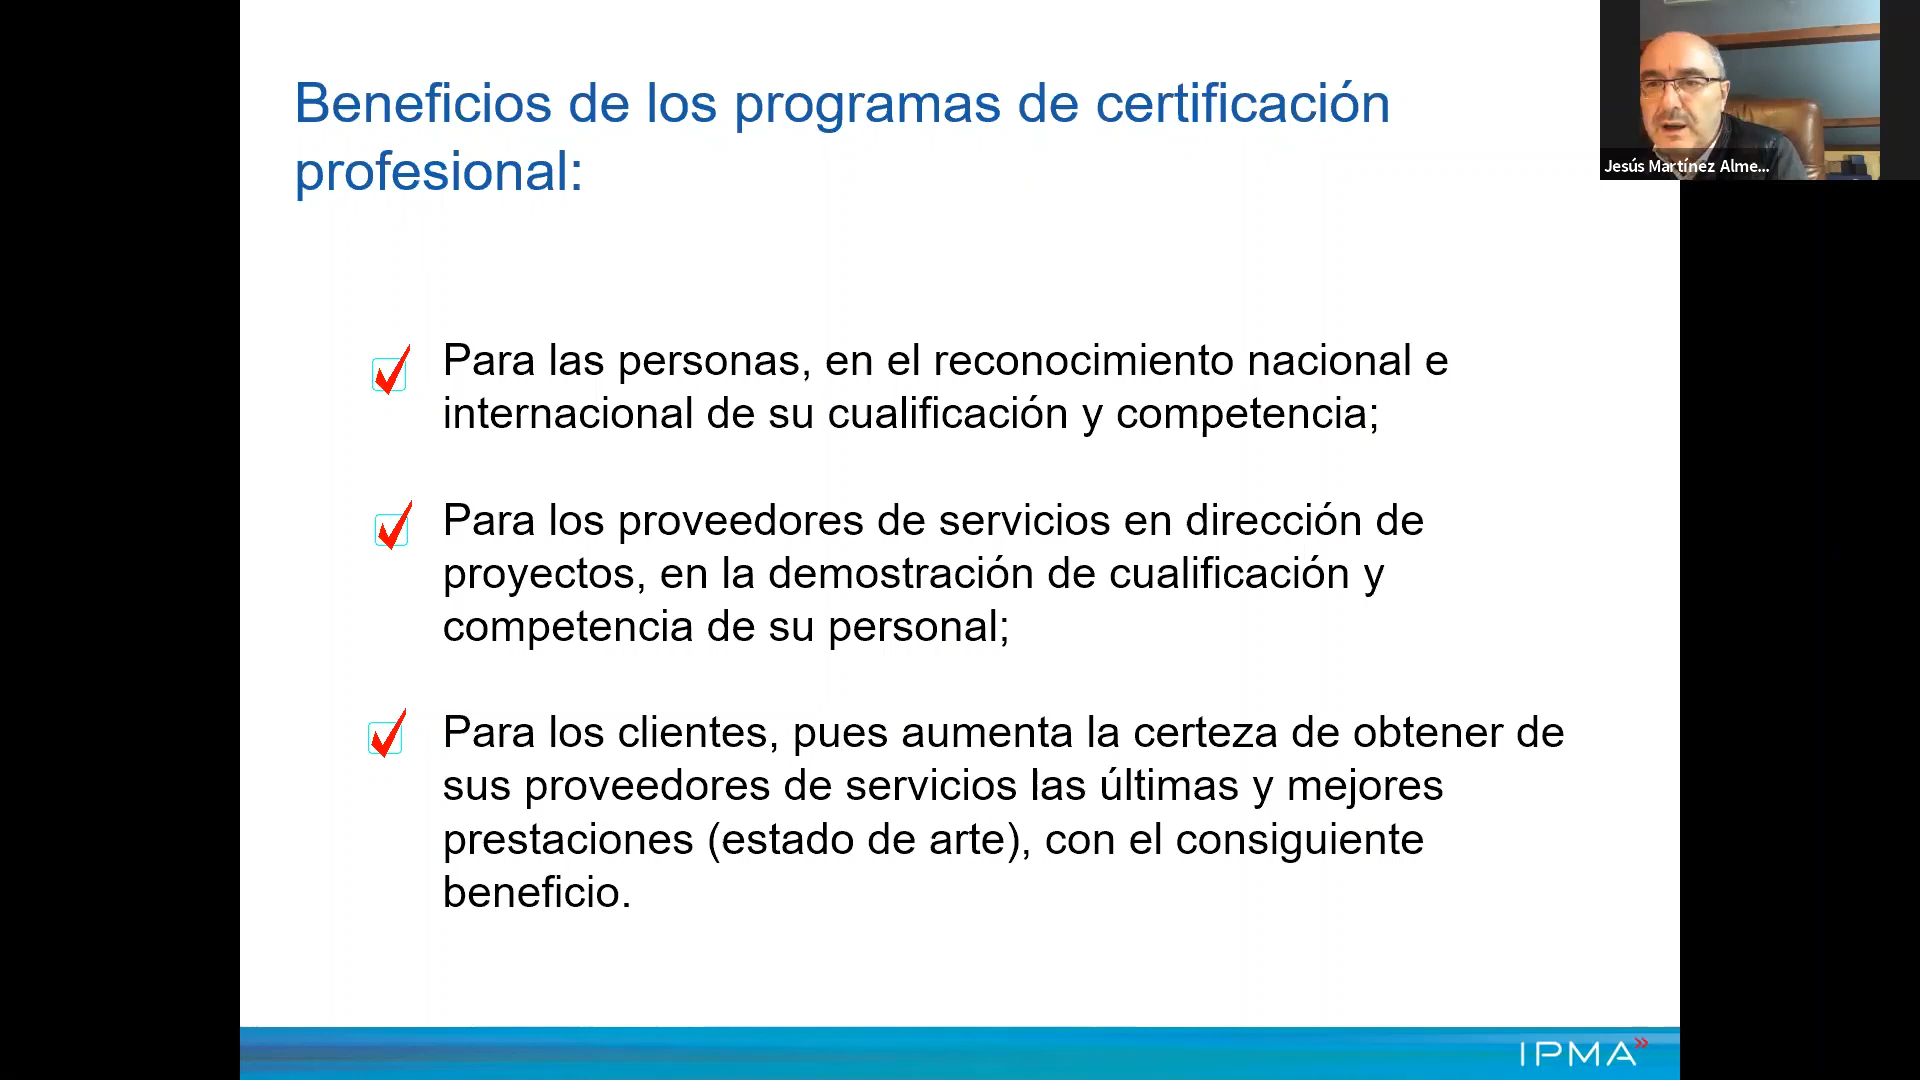 Beneficios de los programas de certificación
profesional:
Jesús Martínez Alme...
Para las personas, en el reconocimiento nacional e
internacional de su cualificación y competencia;
Para los proveedores de servicios en dirección de
proyectos, en la demostración de cualificación y
competencia de su personal;
Para los clientes, pues aumenta la certeza de obtener de
sus proveedores de servicios las últimas y mejores
prestaciones (estado de arte), con el consiguiente
beneficio.
IPMA